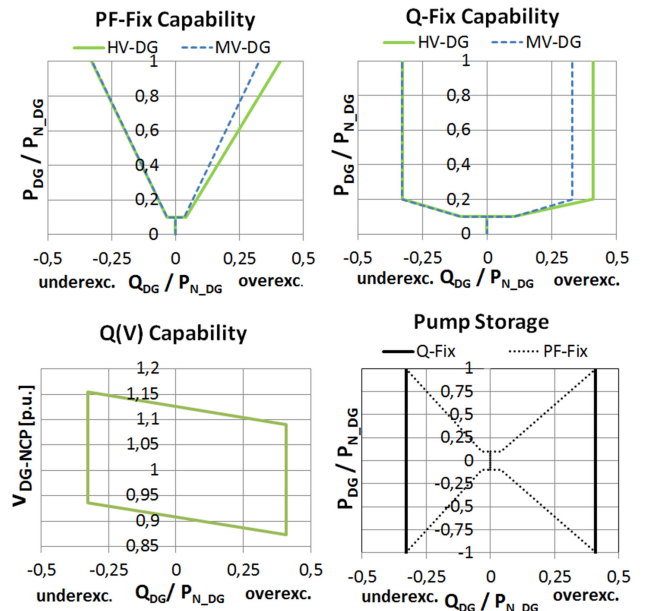 PF-Fix Capability
HV-DG MV-DG
P_DG / P_N_DG
1
0,8
0,6
0,4
0,2
0
-0,5 -0,25 0 0,25 0,5
underexc. Q_DG / P_N_DG overexc.
Q-Fix Capability
HV-DG MV-DG
P_DG / P_N_DG
1
0,8
0,6
0,4
0,2
0
-0,5 -0,25 0 0,25 0,5
underexc. Q_DG / P_N_DG overexc.
Q(V) Capability
V_DG-NCP [p.u.]
1,2
1,15
1,1
1,05
1
0,95
0,9
0,85
-0,5 -0,25 0 0,25 0,5
underexc. Q_DG / P_N_DG overexc.
Pump Storage
Q-Fix PF-Fix
P_DG / P_N_DG
1
0,75
0,5
0,25
0
-0,25
-0,5
-0,75
-1
-0,5 -0,25 0 0,25 0,5
underexc. Q_DG / P_N_DG overexc.